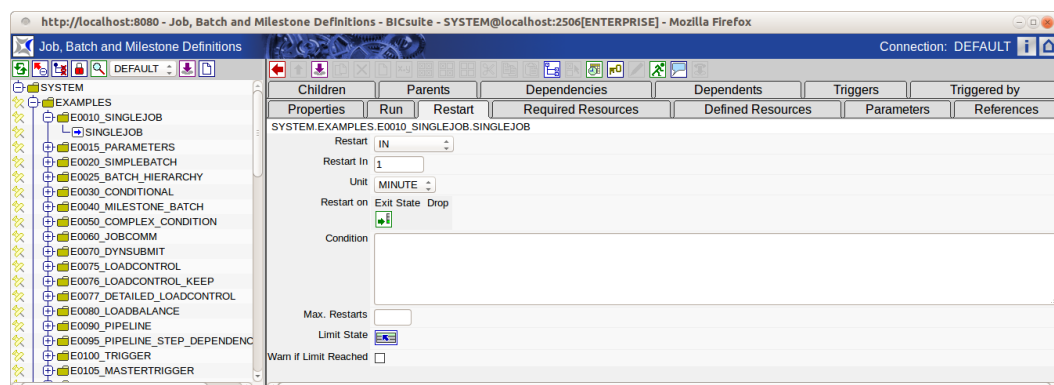 http://localhost:8080 - Job, Batch and Milestone Definitions - BICsuite - SYSTEM@localhost:2506[ENTERPRISE] - Mozilla Firefox
Job, Batch and Milestone Definitions
Connection: DEFAULT
DEFAULT
SYSTEM
EXAMPLES
E0010_SINGLEJOB
SINGLEJOB
E0015_PARAMETERS
E0020_SIMPLEBATCH
E0025_BATCH_HIERARCHY
E0030_CONDITIONAL
E0040_MILESTONE_BATCH
E0050_COMPLEX_CONDITION
E0060_JOBCOMM
E0070_DYNSUBMIT
E0075_LOADCONTROL
E0076_LOADCONTROL_KEEP
E0077_DETAILED_LOADCONTROL
E0080_LOADBALANCE
E0090_PIPELINE
E0095_PIPELINE_STEP_DEPENDENC
E0100_TRIGGER
E0105_MASTERTRIGGER
Children Parents Dependencies Dependents Triggers Triggered by
Properties Run Restart Required Resources Defined Resources Parameters References
SYSTEM.EXAMPLES.E0010_SINGLEJOB.SINGLEJOB
Restart IN
Restart In 1
Unit MINUTE
Restart on Exit State Drop
Condition
Max. Restarts
Limit State
Warn if Limit Reached